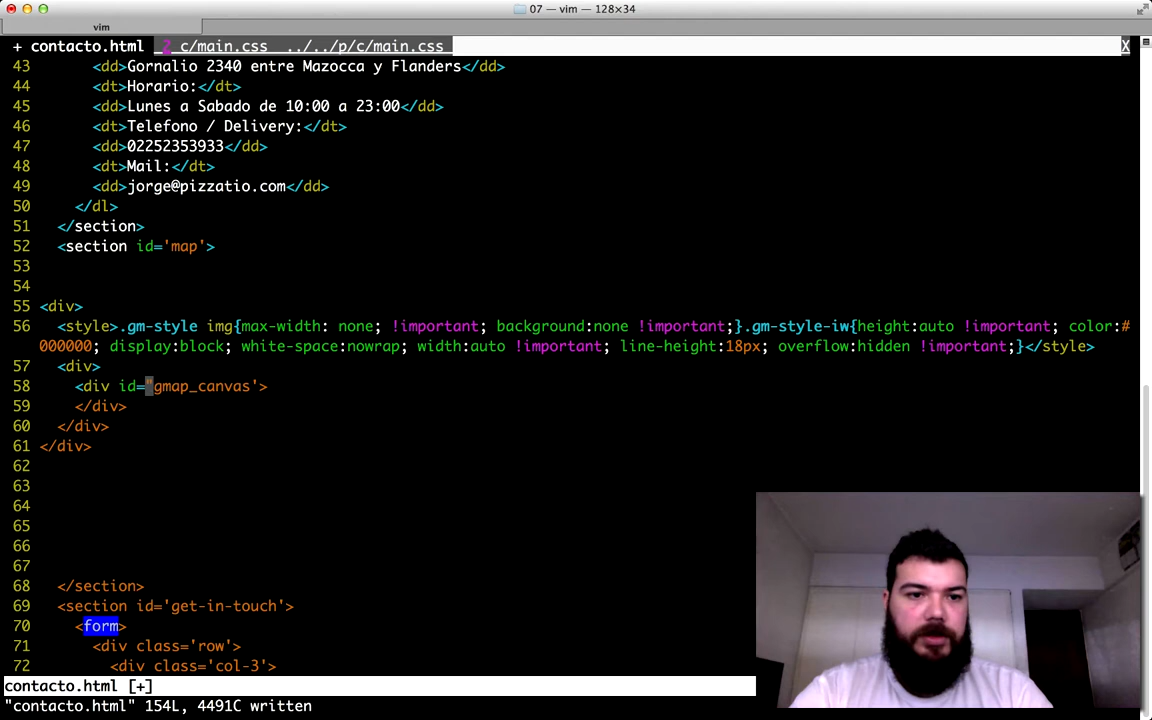 07 — vim — 128×34
vim
+ contacto.html  2 c/main.css  ../../p/c/main.css  X
43       <dd>Gornalio 2340 entre Mazocca y Flanders</dd>
44       <dt>Horario:</dt>
45       <dd>Lunes a Sabado de 10:00 a 23:00</dd>
46       <dt>Telefono / Delivery:</dt>
47       <dd>02252353933</dd>
48       <dt>Mail:</dt>
49       <dd>jorge@pizzatio.com</dd>
50     </dl>
51   </section>
52   <section id='map'>
53
54
55 <div>
56   <style>.gm-style img{max-width: none; !important; background:none !important;}.gm-style-iw{height:auto !important; color:#
000000; display:block; white-space:nowrap; width:auto !important; line-height:18px; overflow:hidden !important;}</style>
57   <div>
58     <div id="gmap_canvas'>
59     </div>
60   </div>
61 </div>
62
63
64
65
66
67
68   </section>
69   <section id='get-in-touch'>
70     <form>
71       <div class='row'>
72         <div class='col-3'>
contacto.html [+]
"contacto.html" 154L, 4491C written